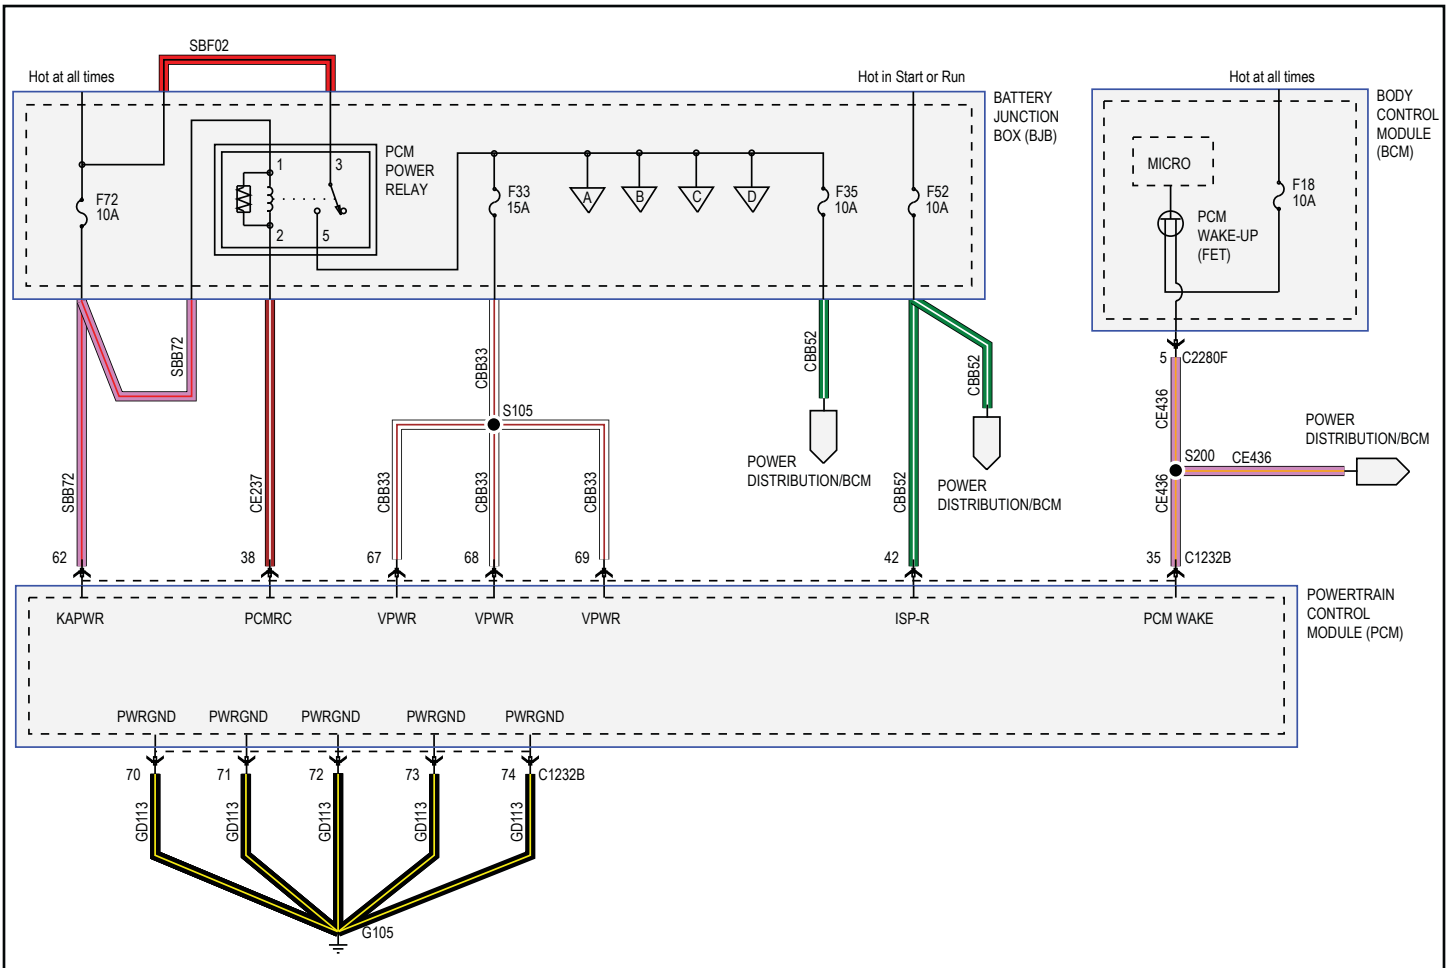 SBF02
Hot at all times
Hot in Start or Run
Hot at all times
BATTERY
JUNCTION
BOX (BJB)
BODY
CONTROL
MODULE
(BCM)
PCM
POWER
RELAY
1
3
2
5
F72
10A
F33
15A
A
B
C
D
F35
10A
F52
10A
MICRO
F18
10A
PCM
WAKE-UP
(FET)
SBB72
CBB33
CBB52
CBB52
5
C2280F
CE436
S105
POWER
DISTRIBUTION/BCM
POWER
DISTRIBUTION/BCM
POWER
DISTRIBUTION/BCM
S200
CE436
SBB72
CE237
CBB33
CBB33
CBB33
CBB52
CE436
62
38
67
68
69
42
35
C1232B
KAPWR
PCMRC
VPWR
VPWR
VPWR
ISP-R
PCM WAKE
POWERTRAIN
CONTROL
MODULE (PCM)
PWRGND
PWRGND
PWRGND
PWRGND
PWRGND
70
71
72
73
74
C1232B
GD113
GD113
GD113
GD113
GD113
G105